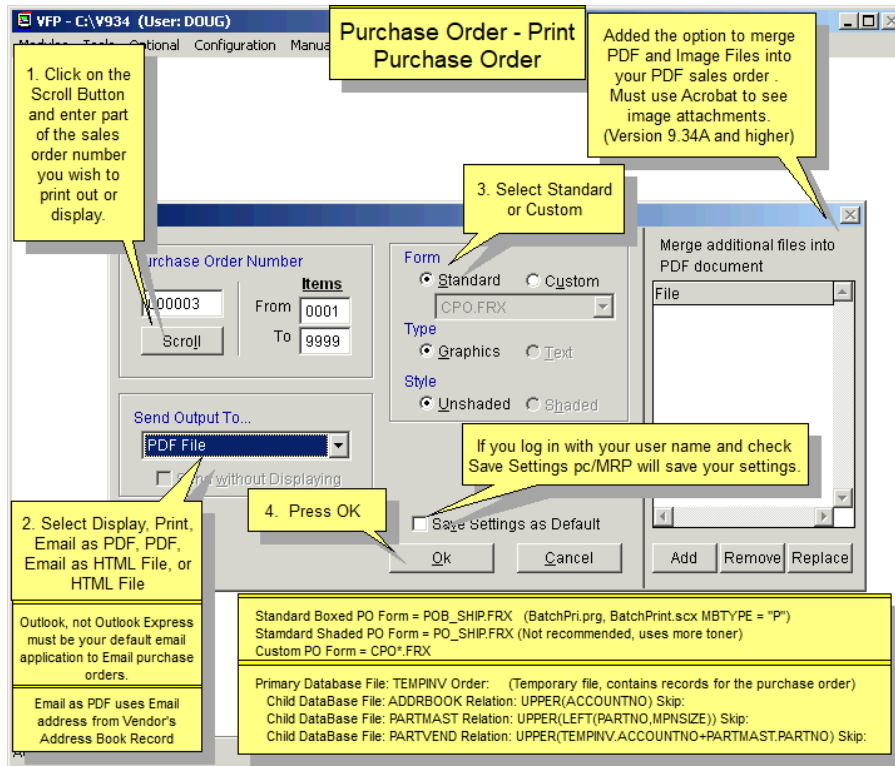 VFP - C:\V934 (User: DOUG)
Modules Tools Optional Configuration Manua
Purchase Order - Print
Purchase Order
Added the option to merge
PDF and Image Files into
your PDF sales order .
Must use Acrobat to see
image attachments.
(Version 9.34A and higher)
1. Click on the
Scroll Button
and enter part
of the sales
order number
you wish to
print out or
display.
3. Select Standard
or Custom
Purchase Order Number
Items
L00003
From 0001
Scroll
To 9999
Form
Standard Custom
CPO.FRX
Type
Graphics Text
Style
Unshaded Shaded
Merge additional files into
PDF document
File
Send Output To...
PDF File
Send without Displaying
If you log in with your user name and check
Save Settings pc/MRP will save your settings.
4. Press OK
Save Settings as Default
Ok Cancel
Add Remove Replace
2. Select Display, Print,
Email as PDF, PDF,
Email as HTML File, or
HTML File
Outlook, not Outlook Express
must be your default email
application to Email purchase
orders.
Email as PDF uses Email
address from Vendor's
Address Book Record
Standard Boxed PO Form = POB_SHIP.FRX (BatchPri.prg, BatchPrint.scx MBTYPE = "P")
Stamdard Shaded PO Form = PO_SHIP.FRX (Not recommended, uses more toner)
Custom PO Form = CPO*.FRX
Primary Database File: TEMPINV Order: (Temporary file, contains records for the purchase order)
Child DataBase File: ADDRBOOK Relation: UPPER(ACCOUNTNO) Skip:
Child DataBase File: PARTMAST Relation: UPPER(LEFT(PARTNO,MPNSIZE)) Skip:
Child DataBase File: PARTVEND Relation: UPPER(TEMPINV.ACCOUNTNO+PARTMAST.PARTNO) Skip: